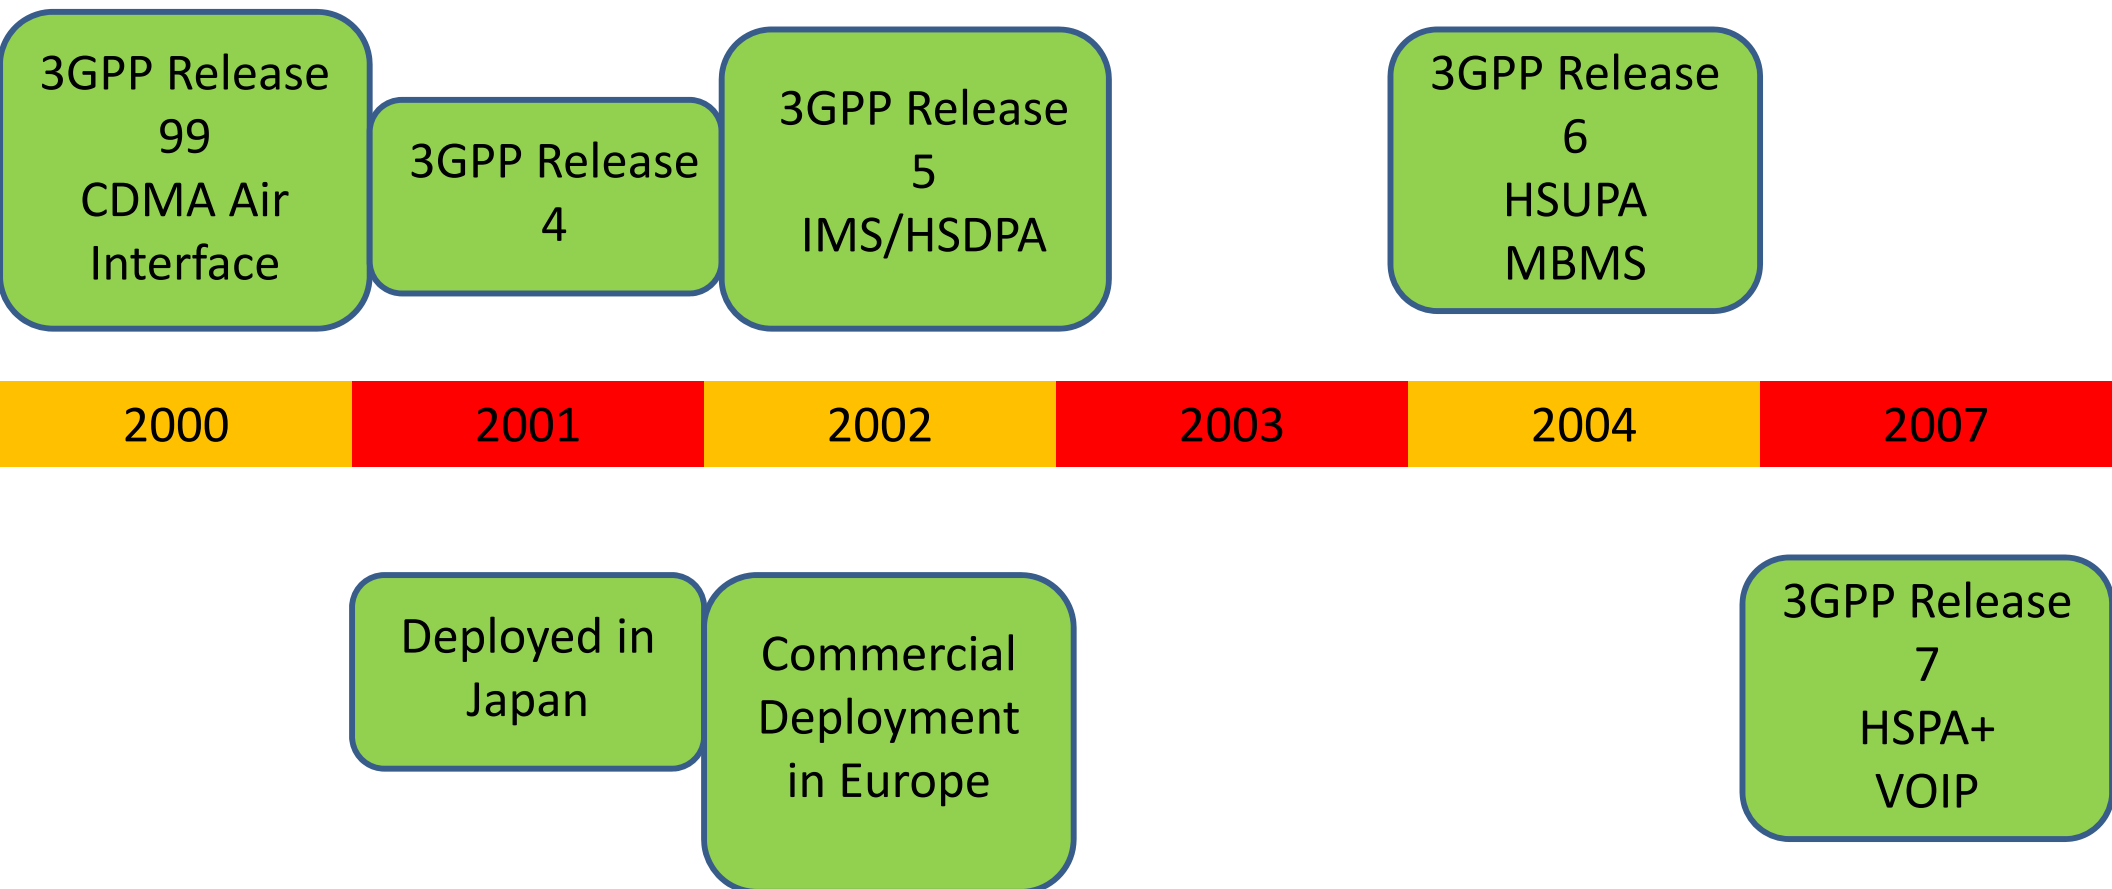 3GPP Release
99
CDMA Air
Interface
3GPP Release
4
3GPP Release
5
IMS/HSDPA
3GPP Release
6
HSUPA
MBMS
2000
2001
2002
2003
2004
2007
Deployed in
Japan
Commercial
Deployment
in Europe
3GPP Release
7
HSPA+
VOIP